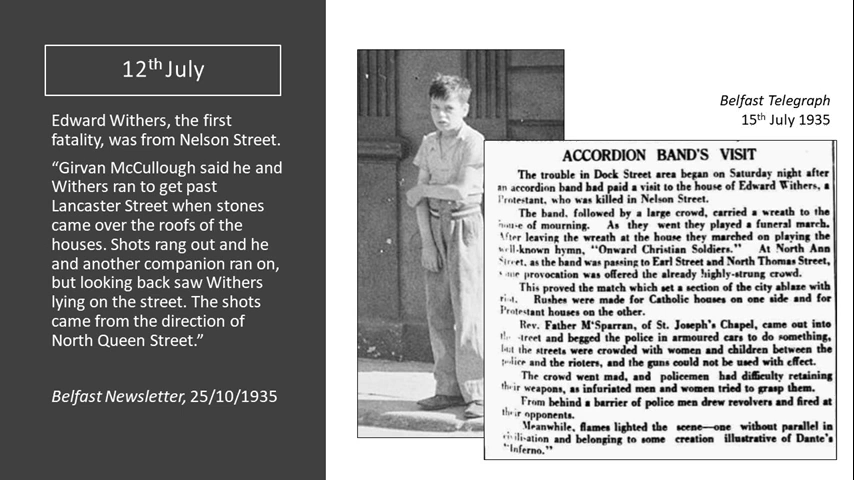 12th July
Edward Withers, the first
fatality, was from Nelson Street.
“Girvan McCullough said he and
Withers ran to get past
Lancaster Street when stones
came over the roofs of the
houses. Shots rang out and he
and another companion ran on,
but looking back saw Withers
lying on the street. The shots
came from the direction of
North Queen Street.”
Belfast Newsletter, 25/10/1935
Belfast Telegraph
15th July 1935
ACCORDION BAND'S VISIT
The trouble in Dock Street area began on Saturday night after
an accordion band had paid a visit to the house of Edward Withers, a
Protestant, who was killed in Nelson Street.
The band, followed by a large crowd, carried a wreath to the
house of mourning. As they went they played a funeral march.
After leaving the wreath at the house they marched on playing the
well-known hymn, “Onward Christian Soldiers.” At North Ann
Street, as the band was passing to Earl Street and North Thomas Street,
some provocation was offered the already highly-strung crowd.
This proved the match which set a section of the city ablaze with
riot. Rushes were made for Catholic houses on one side and for
Protestant houses on the other.
Rev. Father M'Sparran, of St. Joseph's Chapel, came out into
the street and begged the police in armoured cars to do something,
but the streets were crowded with women and children between the
police and the rioters, and the guns could not be used with effect.
The crowd went mad, and policemen had difficulty retaining
their weapons, as infuriated men and women tried to grasp them.
From behind a barrier of police men drew revolvers and fired at
their opponents.
Meanwhile, flames lighted the scene—one without parallel in
civilisation and belonging to some creation illustrative of Dante's
“Inferno.”